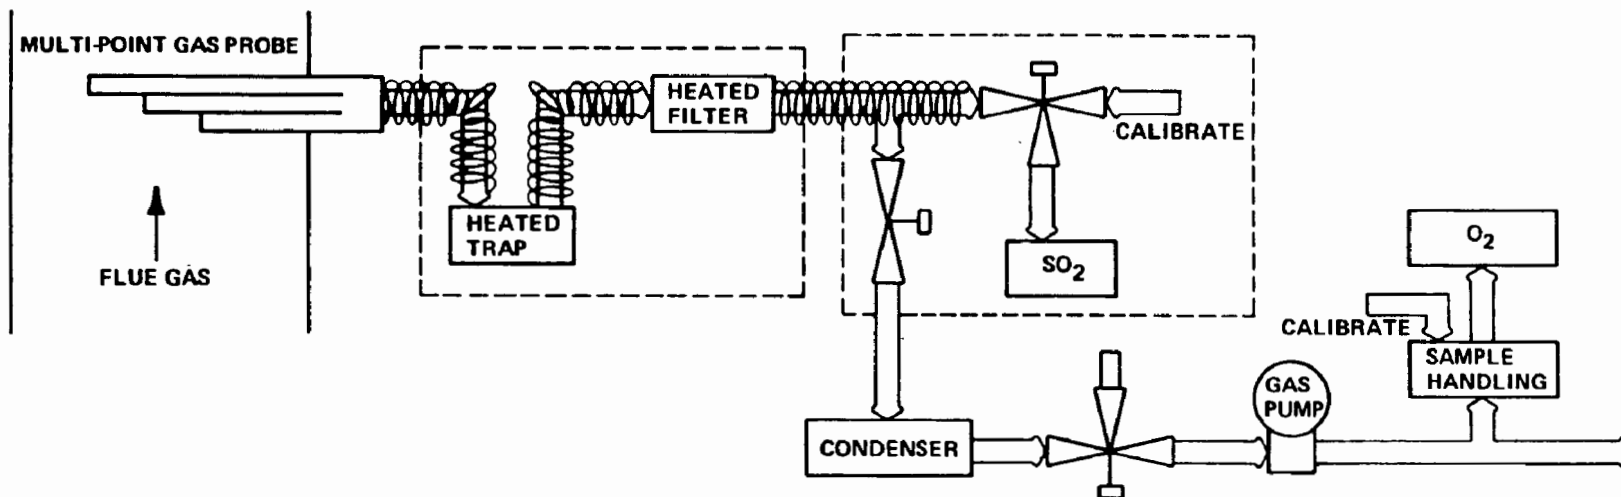 MULTI-POINT GAS PROBE
FLUE GAS
HEATED
TRAP
HEATED
FILTER
CALIBRATE
SO₂
O₂
CALIBRATE
SAMPLE
HANDLING
GAS
PUMP
CONDENSER